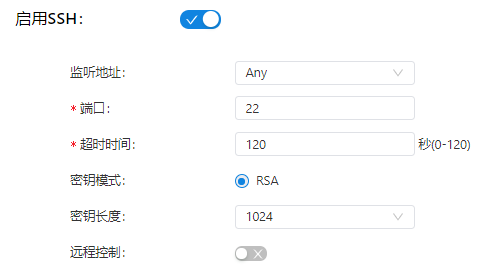 启用SSH：
监听地址： Any
* 端口： 22
* 超时时间： 120 秒(0-120)
密钥模式： RSA
密钥长度： 1024
远程控制：